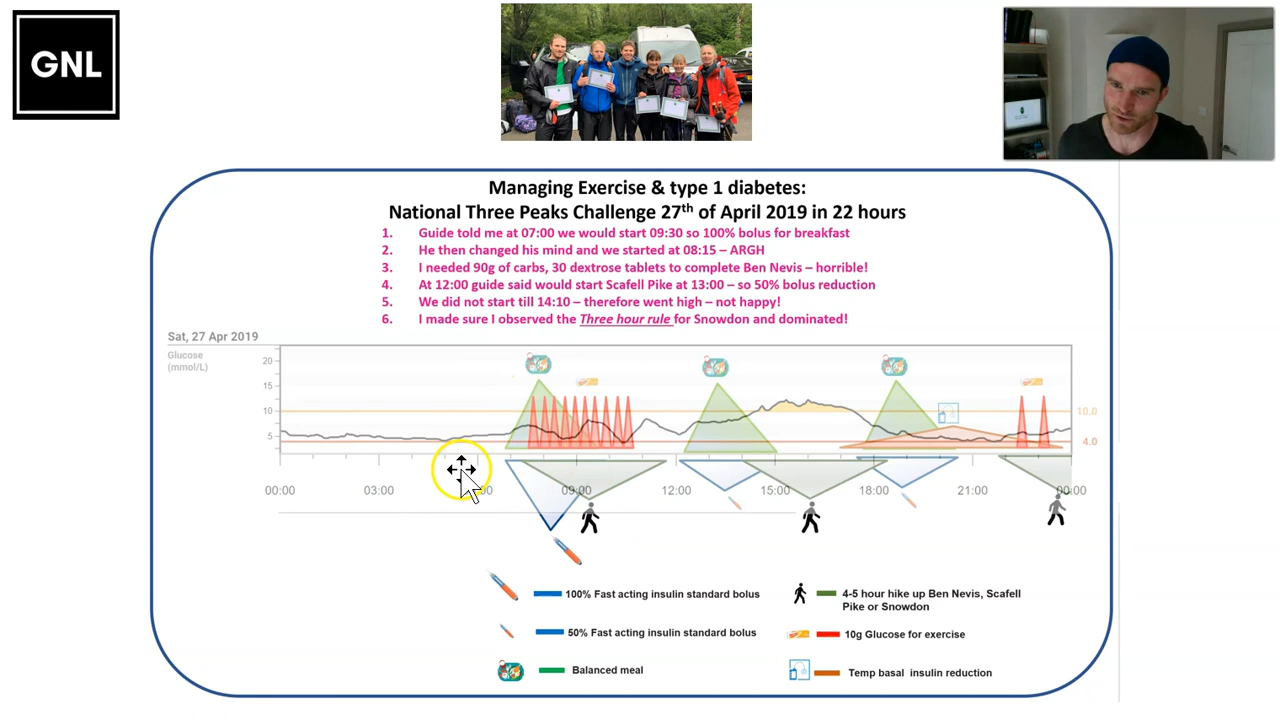 GNL
Managing Exercise & type 1 diabetes:
National Three Peaks Challenge 27th of April 2019 in 22 hours
1. Guide told me at 07:00 we would start 09:30 so 100% bolus for breakfast
2. He then changed his mind and we started at 08:15 – ARGH
3. I needed 90g of carbs, 30 dextrose tablets to complete Ben Nevis – horrible!
4. At 12:00 guide said would start Scafell Pike at 13:00 – so 50% bolus reduction
5. We did not start till 14:10 – therefore went high – not happy!
6. I made sure I observed the Three hour rule for Snowdon and dominated!
Sat, 27 Apr 2019
Glucose
(mmol/L)
20
15
10
5
10.0
4.0
00:00 03:00 :00 09:00 12:00 15:00 18:00 21:00 00:00
100% Fast acting insulin standard bolus
4-5 hour hike up Ben Nevis, Scafell
Pike or Snowdon
50% Fast acting insulin standard bolus
10g Glucose for exercise
Balanced meal
Temp basal insulin reduction